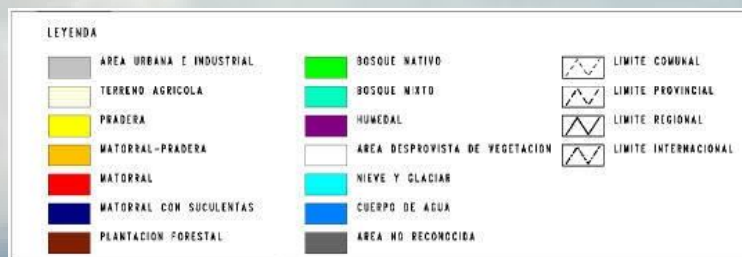 LEYENDA
AREA URBANA E INDUSTRIAL
TERRENO AGRICOLA
PRADERA
MATORRAL-PRADERA
MATORRAL
MATORRAL CON SUCULENTAS
PLANTACION FORESTAL
BOSQUE NATIVO
BOSQUE MIXTO
HUMEDAL
AREA DESPROVISTA DE VEGETACION
NIEVE Y GLACIAR
CUERPO DE AGUA
AREA NO RECONOCIDA
LIMITE COMUNAL
LIMITE PROVINCIAL
LIMITE REGIONAL
LIMITE INTERNACIONAL